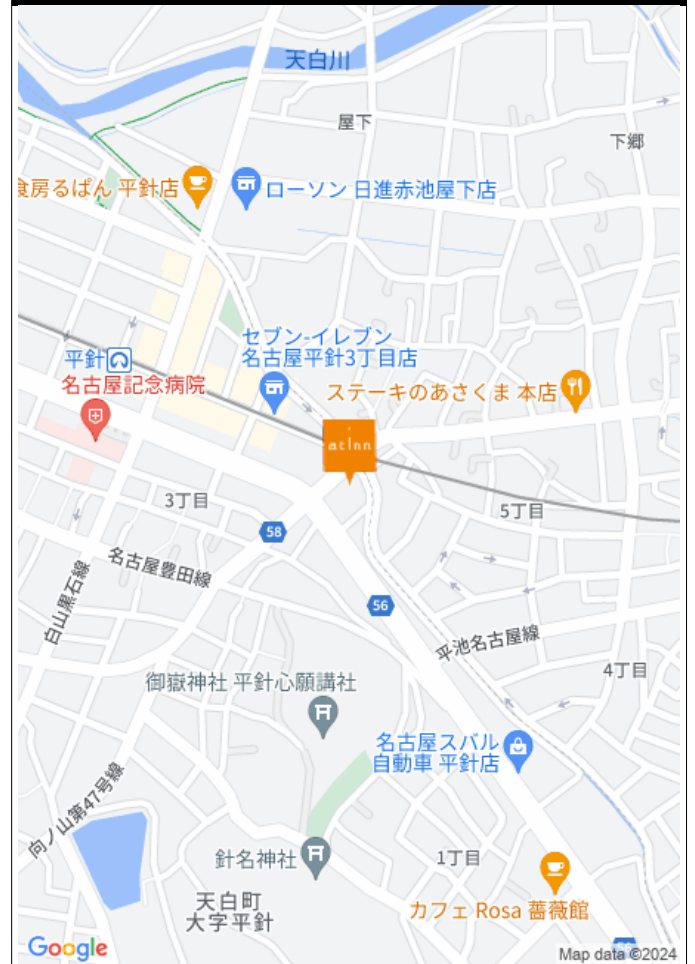 天白川
屋下
下郷
食房るぱん 平針店
ローソン 日進赤池屋下店
セブン-イレブン
名古屋平針3丁目店
平針
名古屋記念病院
ステーキのあさくま 本店
at inn
3丁目
5丁目
58
名古屋豊田線
白山黒石線
56
平池名古屋線
4丁目
御嶽神社 平針心願講社
名古屋スバル
自動車 平針店
向ノ山第47号線
針名神社
1丁目
天白町
大字平針
カフェ Rosa 薔薇館
Google
Map data ©2024